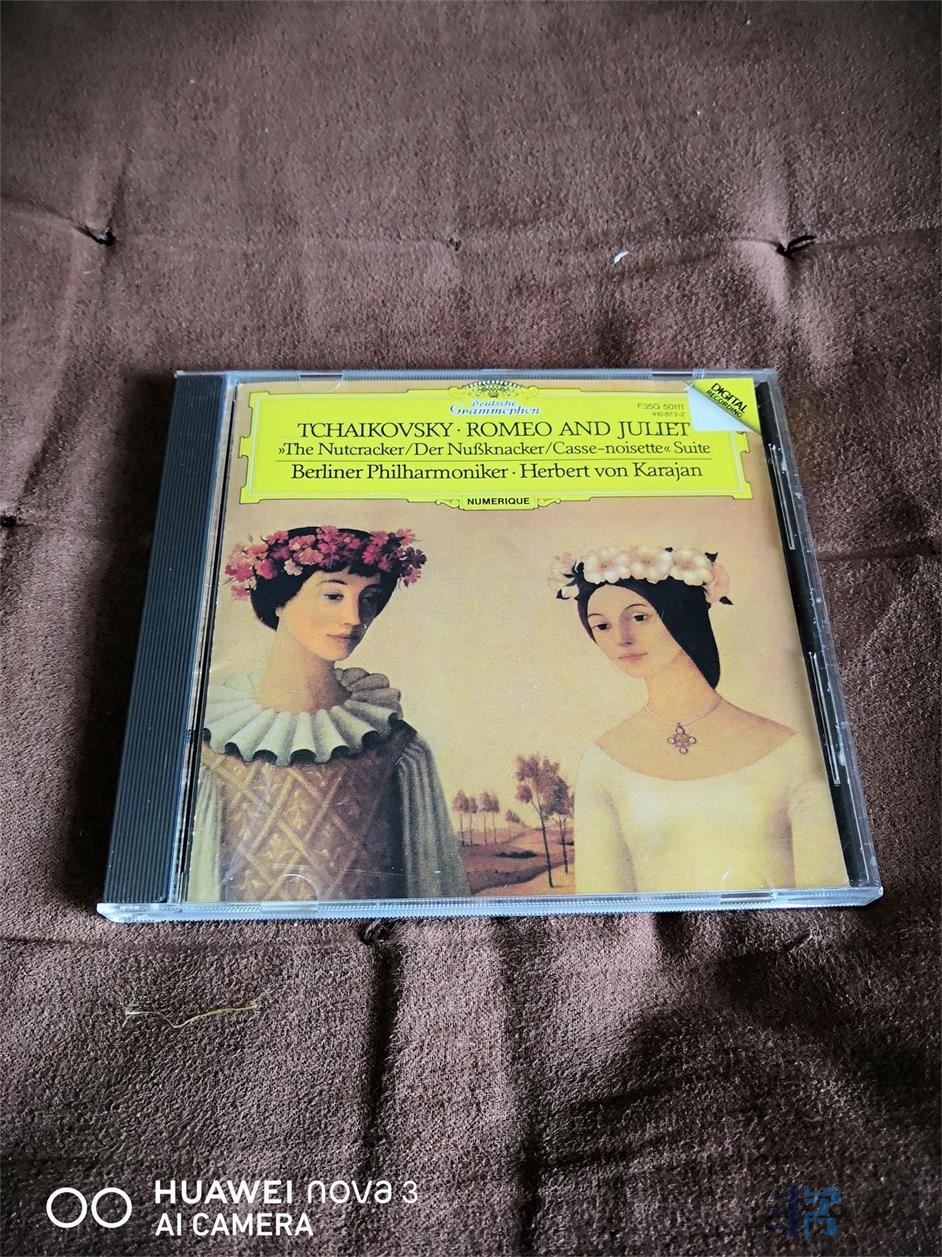 Deutsche
Grammophon
F35G 50111
410 873-2
DIGITAL
RECORDING
TCHAIKOVSKY · ROMEO AND JULIET
»The Nutcracker/Der Nußknacker/Casse-noisette« Suite
Berliner Philharmoniker · Herbert von Karajan
NUMERIQUE
HUAWEI nova 3
AI CAMERA